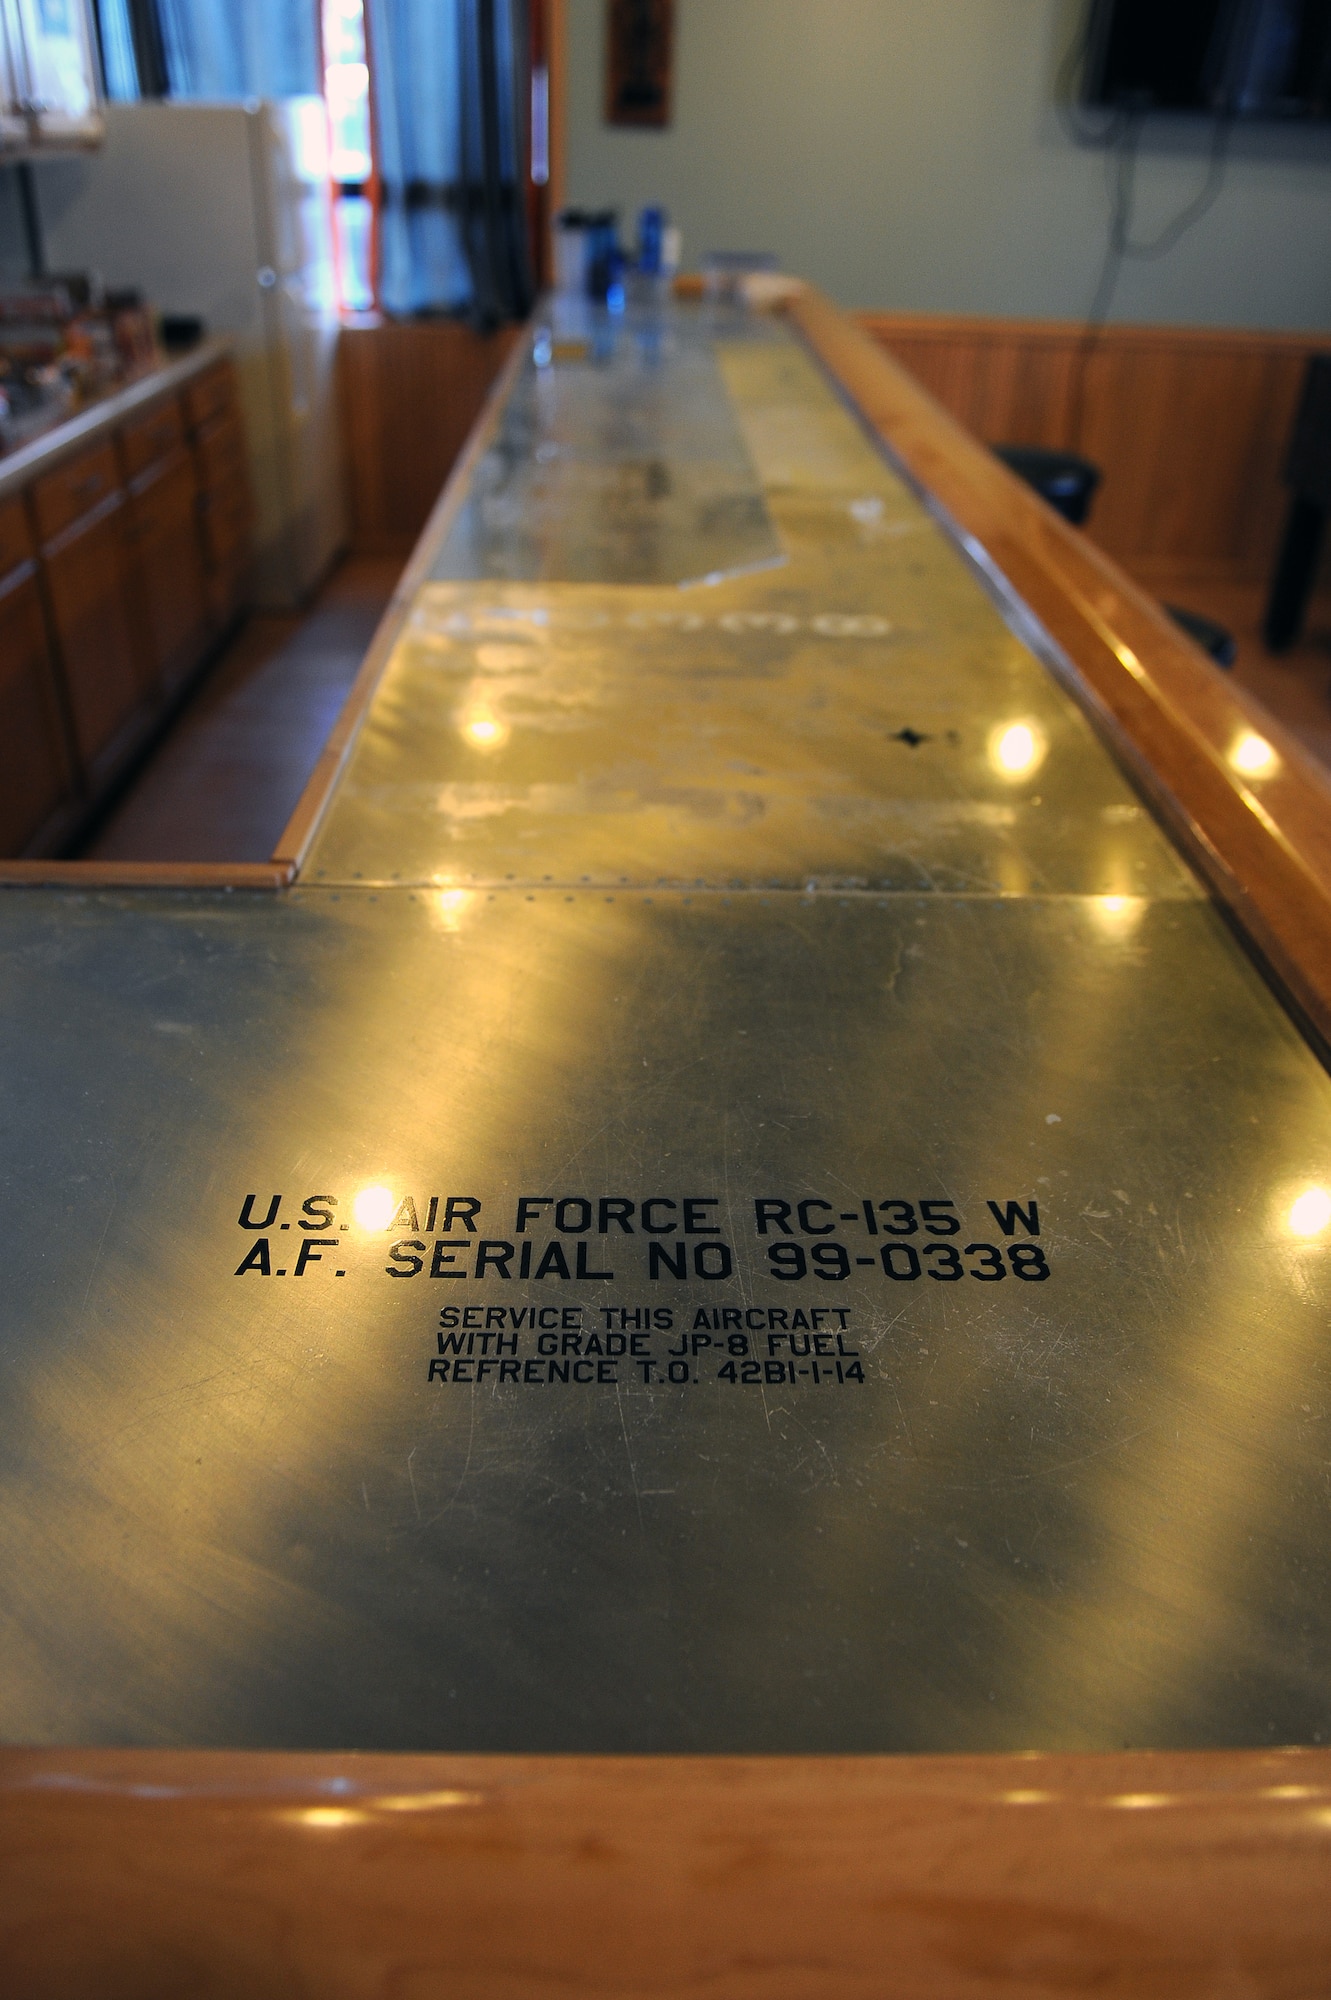 U.S. AIR FORCE RC-135 W
A.F. SERIAL NO 99-0338
SERVICE THIS AIRCRAFT
WITH GRADE JP-8 FUEL
REFRENCE T.O. 42B1-1-14